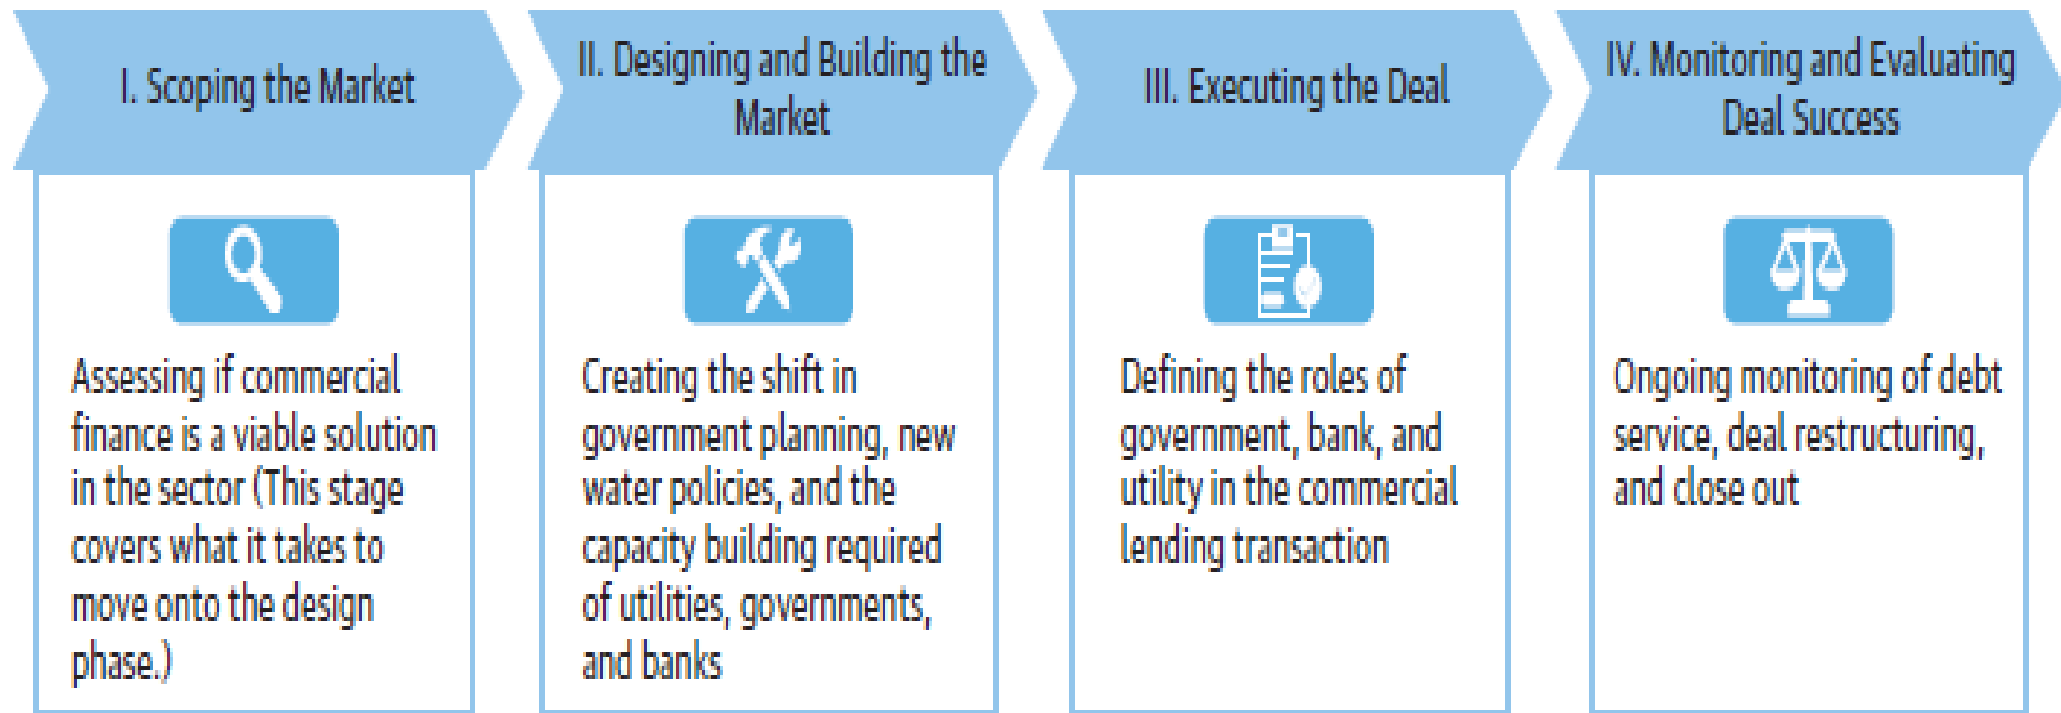 I. Scoping the Market
II. Designing and Building the
Market
III. Executing the Deal
IV. Monitoring and Evaluating
Deal Success
Assessing if commercial
finance is a viable solution
in the sector (This stage
covers what it takes to
move onto the design
phase.)
Creating the shift in
government planning, new
water policies, and the
capacity building required
of utilities, governments,
and banks
Defining the roles of
government, bank, and
utility in the commercial
lending transaction
Ongoing monitoring of debt
service, deal restructuring,
and close out